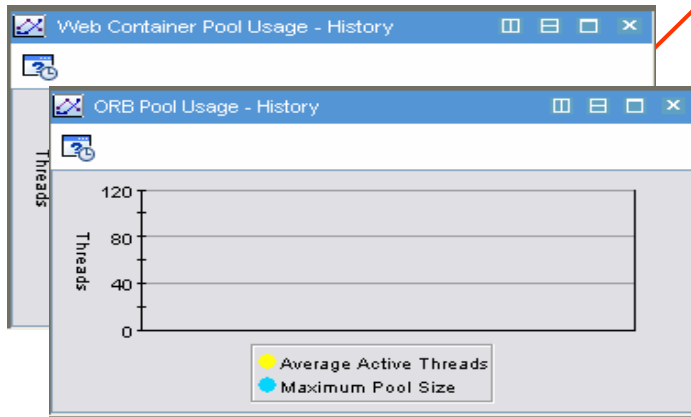 Web Container Pool Usage - History
Threads
ORB Pool Usage - History
120
80
40
0
Threads
Average Active Threads
Maximum Pool Size